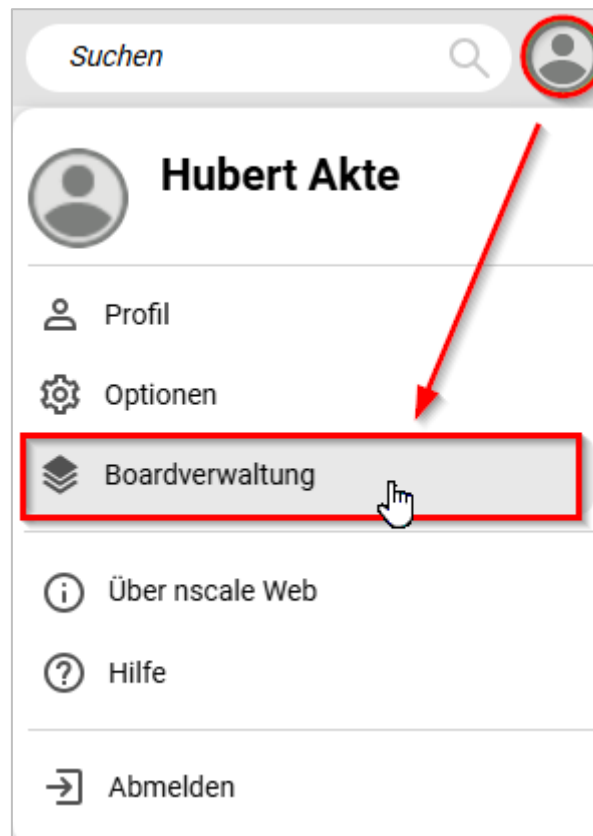 Suchen
Hubert Akte
Profil
Optionen
Boardverwaltung
Über nscale Web
Hilfe
Abmelden